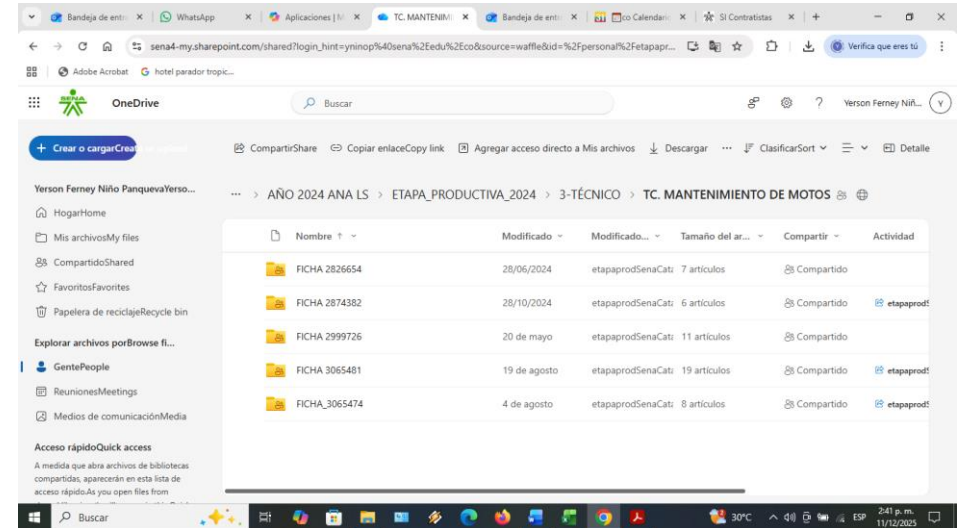 Bandeja de entr
WhatsApp
Aplicaciones | M
TC. MANTENIMI
Bandeja de entr
co Calendario
SI Contratistas
sena4-my.sharepoint.com/shared?login_hint=yninop%40sena%2Eedu%2Eco&source=waffle&id=%2Fpersonal%2Fetapapr...
Verifica que eres tú
Adobe Acrobat
hotel parador tropic...
SENA
OneDrive
Buscar
Yerson Ferney Niñ...
Y
Crear o cargarCreat
CompartirShare
Copiar enlaceCopy link
Agregar acceso directo a Mis archivos
Descargar
ClasificarSort
Detalle
Yerson Ferney Niño PanquevaYerso...
HogarHome
Mis archivosMy files
CompartidoShared
FavoritosFavorites
Papelera de reciclajeRecycle bin
Explorar archivos porBrowse fi...
GentePeople
ReunionesMeetings
Medios de comunicaciónMedia
Acceso rápidoQuick access
A medida que abra archivos de bibliotecas
compartidas, aparecerán en esta lista de
acceso rápido.As you open files from
... > AÑO 2024 ANA LS > ETAPA_PRODUCTIVA_2024 > 3-TÉCNICO > TC. MANTENIMIENTO DE MOTOS
Nombre Modificado Modificado... Tamaño del ar... Compartir Actividad
FICHA 2826654 28/06/2024 etapaprodSenaCata 7 artículos Compartido
FICHA 2874382 28/10/2024 etapaprodSenaCata 6 artículos Compartido etapaprodS
FICHA 2999726 20 de mayo etapaprodSenaCata 11 artículos Compartido
FICHA 3065481 19 de agosto etapaprodSenaCata 19 artículos Compartido etapaprodS
FICHA_3065474 4 de agosto etapaprodSenaCata 8 artículos Compartido etapaprodS
Buscar
30°C
ESP
2:41 p. m.
11/12/2025